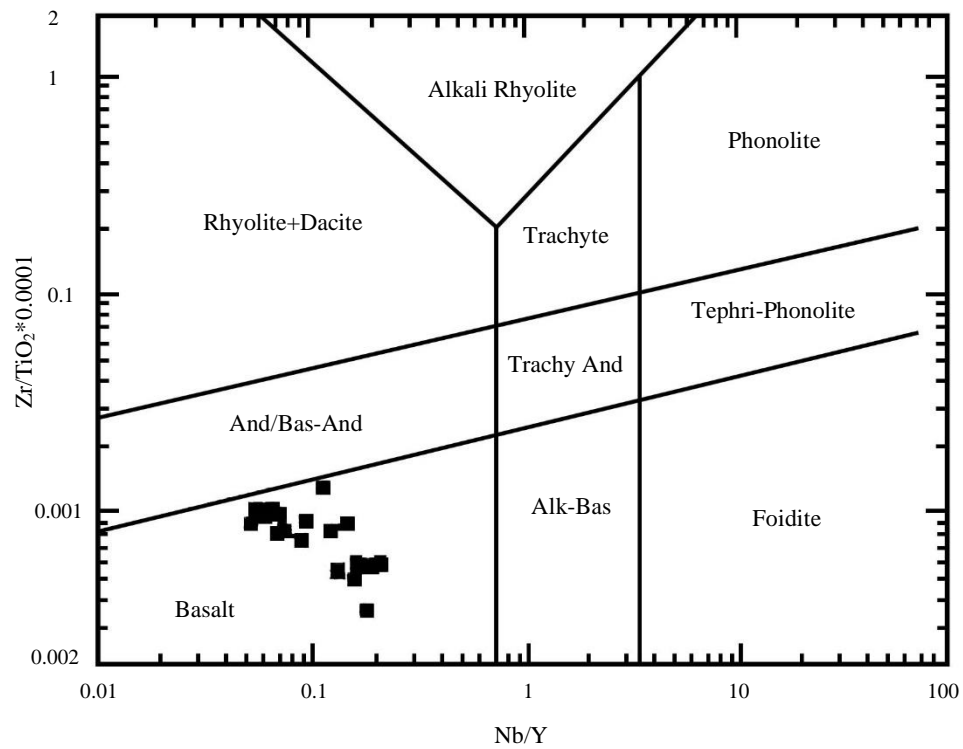 2
1
0.1
0.001
0.002
Zr/TiO₂*0.0001
Alkali Rhyolite
Phonolite
Rhyolite+Dacite
Trachyte
Tephri-Phonolite
Trachy And
And/Bas-And
Alk-Bas
Foidite
Basalt
0.01 0.1 1 10 100
Nb/Y